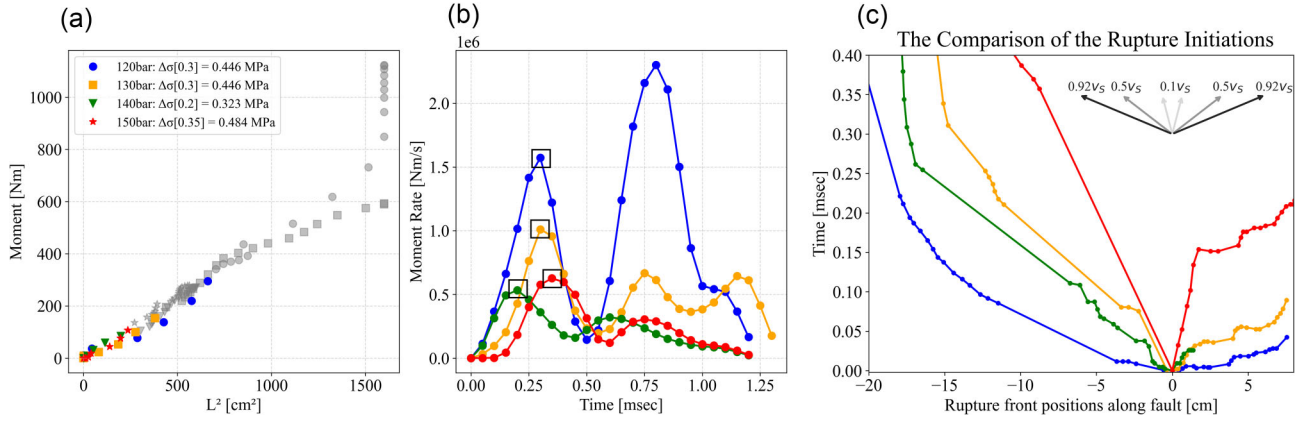 (a)
Moment [Nm]
1000
800
600
400
200
0
120bar: Δσ[0.3] = 0.446 MPa
130bar: Δσ[0.3] = 0.446 MPa
140bar: Δσ[0.2] = 0.323 MPa
150bar: Δσ[0.35] = 0.484 MPa
0 500 1000 1500
L² [cm²]
(b)
1e6
Moment Rate [Nm/s]
2.0
1.5
1.0
0.5
0.0
0.00 0.25 0.50 0.75 1.00 1.25
Time [msec]
(c)
The Comparison of the Rupture Initiations
Time [msec]
0.40
0.35
0.30
0.25
0.20
0.15
0.10
0.05
0.00
0.92vS 0.5vS 0.1vS 0.5vS 0.92vS
−20 −15 −10 −5 0 5
Rupture front positions along fault [cm]